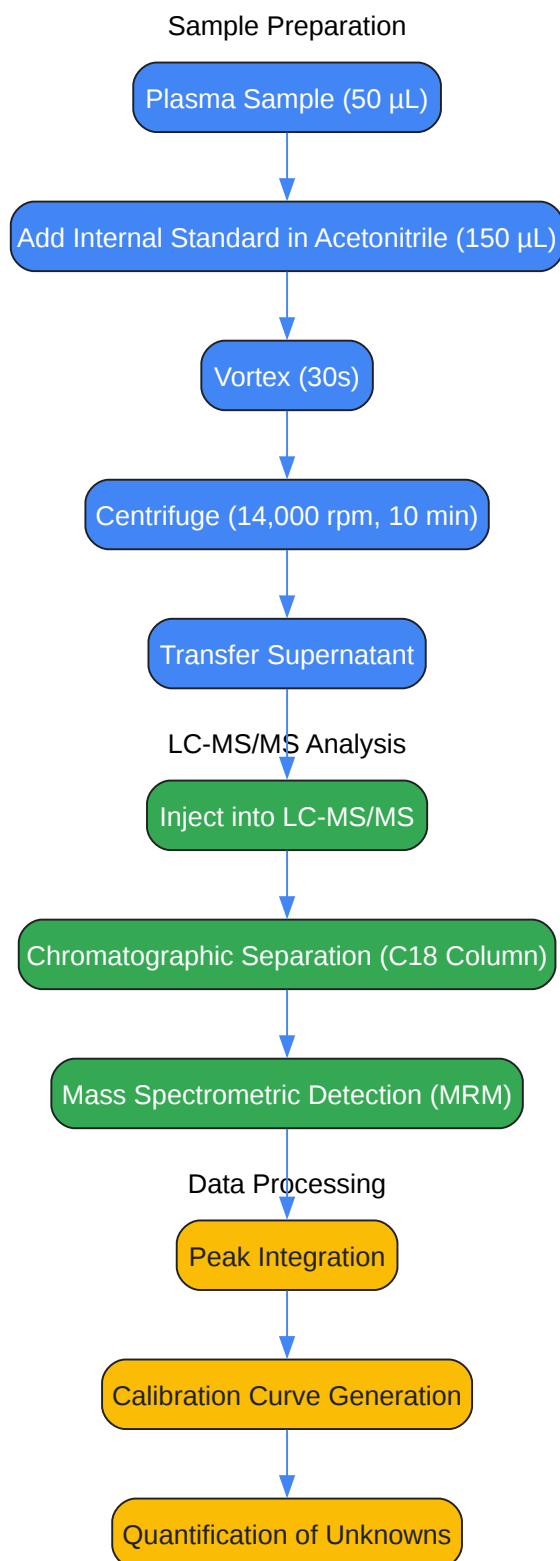 Sample Preparation
Plasma Sample (50 µL)
Add Internal Standard in Acetonitrile (150 µL)
Vortex (30s)
Centrifuge (14,000 rpm, 10 min)
Transfer Supernatant
LC-MS/MS Analysis
Inject into LC-MS/MS
Chromatographic Separation (C18 Column)
Mass Spectrometric Detection (MRM)
Data Processing
Peak Integration
Calibration Curve Generation
Quantification of Unknowns